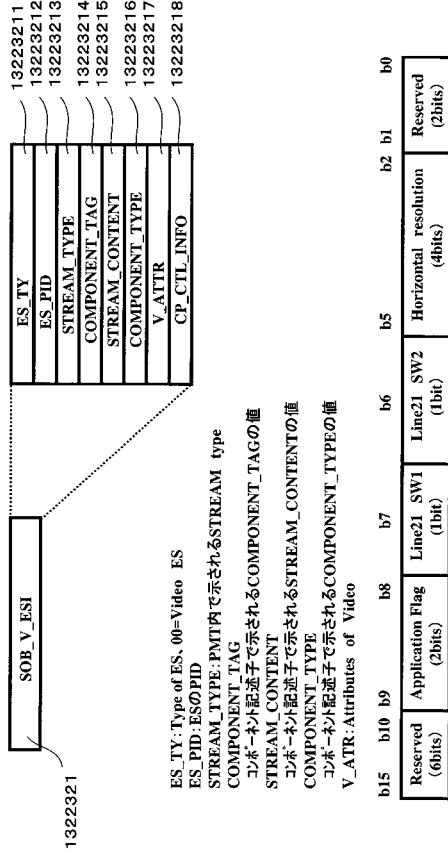 1322321
SOB_V_ESI
ES_TY
ES_PID
STREAM_TYPE
COMPONENT_TAG
STREAM_CONTENT
COMPONENT_TYPE
V_ATTR
CP_CTL_INFO
13223211
13223212
13223213
13223214
13223215
13223216
13223217
13223218
ES_TY:Type of ES、00=Video ES
ES_PID:ESのPID
STREAM_TYPE:PMT内で示されるSTREAM type
COMPONENT_TAG
コンポーネント記述子で示されるCOMPONENT_TAGの値
STREAM_CONTENT
コンポーネント記述子で示されるSTREAM_CONTENTの値
COMPONENT_TYPE
コンポーネント記述子で示されるCOMPONENT_TYPEの値
V_ATR:Attributes of Video
b15 b10 b9 b8 b7 b6 b5 b2 b1 b0
Reserved
(6bits)
Application Flag
(2bits)
Line21 SW1
(1bit)
Line21 SW2
(1bit)
Horizontal resolution
(4bits)
Reserved
(2bits)